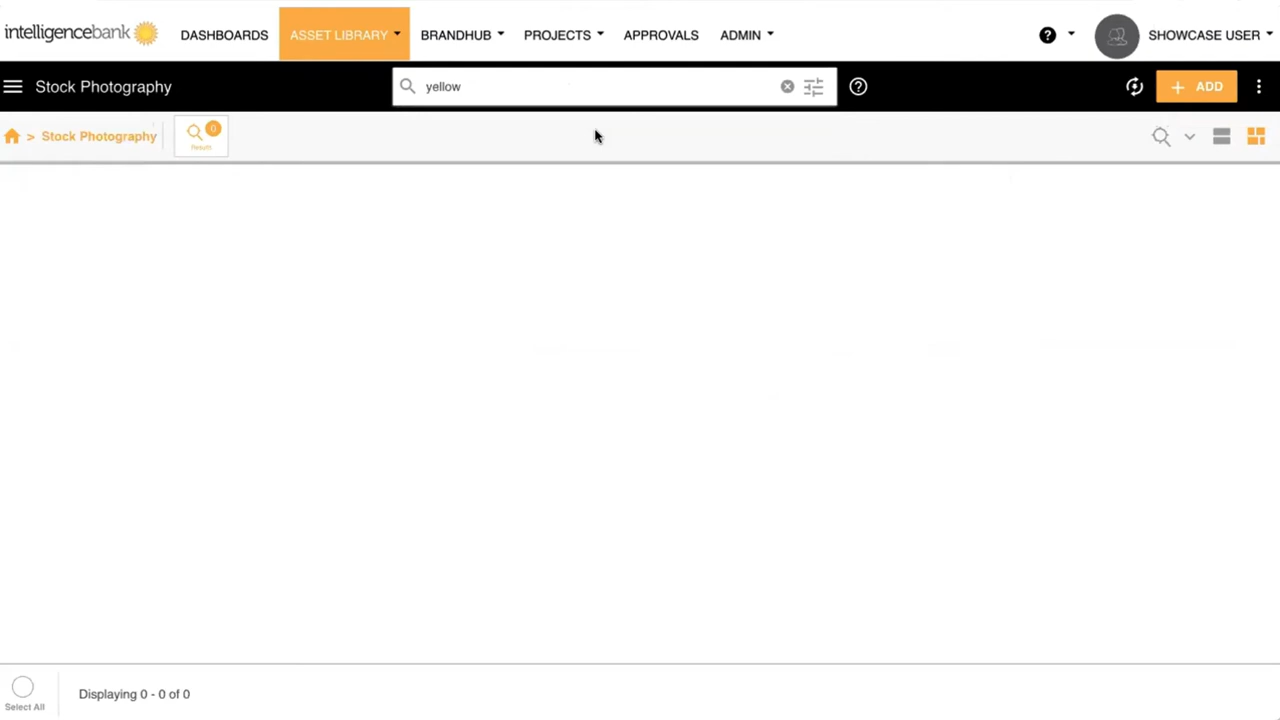 intelligencebank DASHBOARDS ASSET LIBRARY BRANDHUB PROJECTS APPROVALS ADMIN ? SHOWCASE USER
Stock Photography yellow ? + ADD
> Stock Photography 0
Return
Select All Displaying 0 - 0 of 0